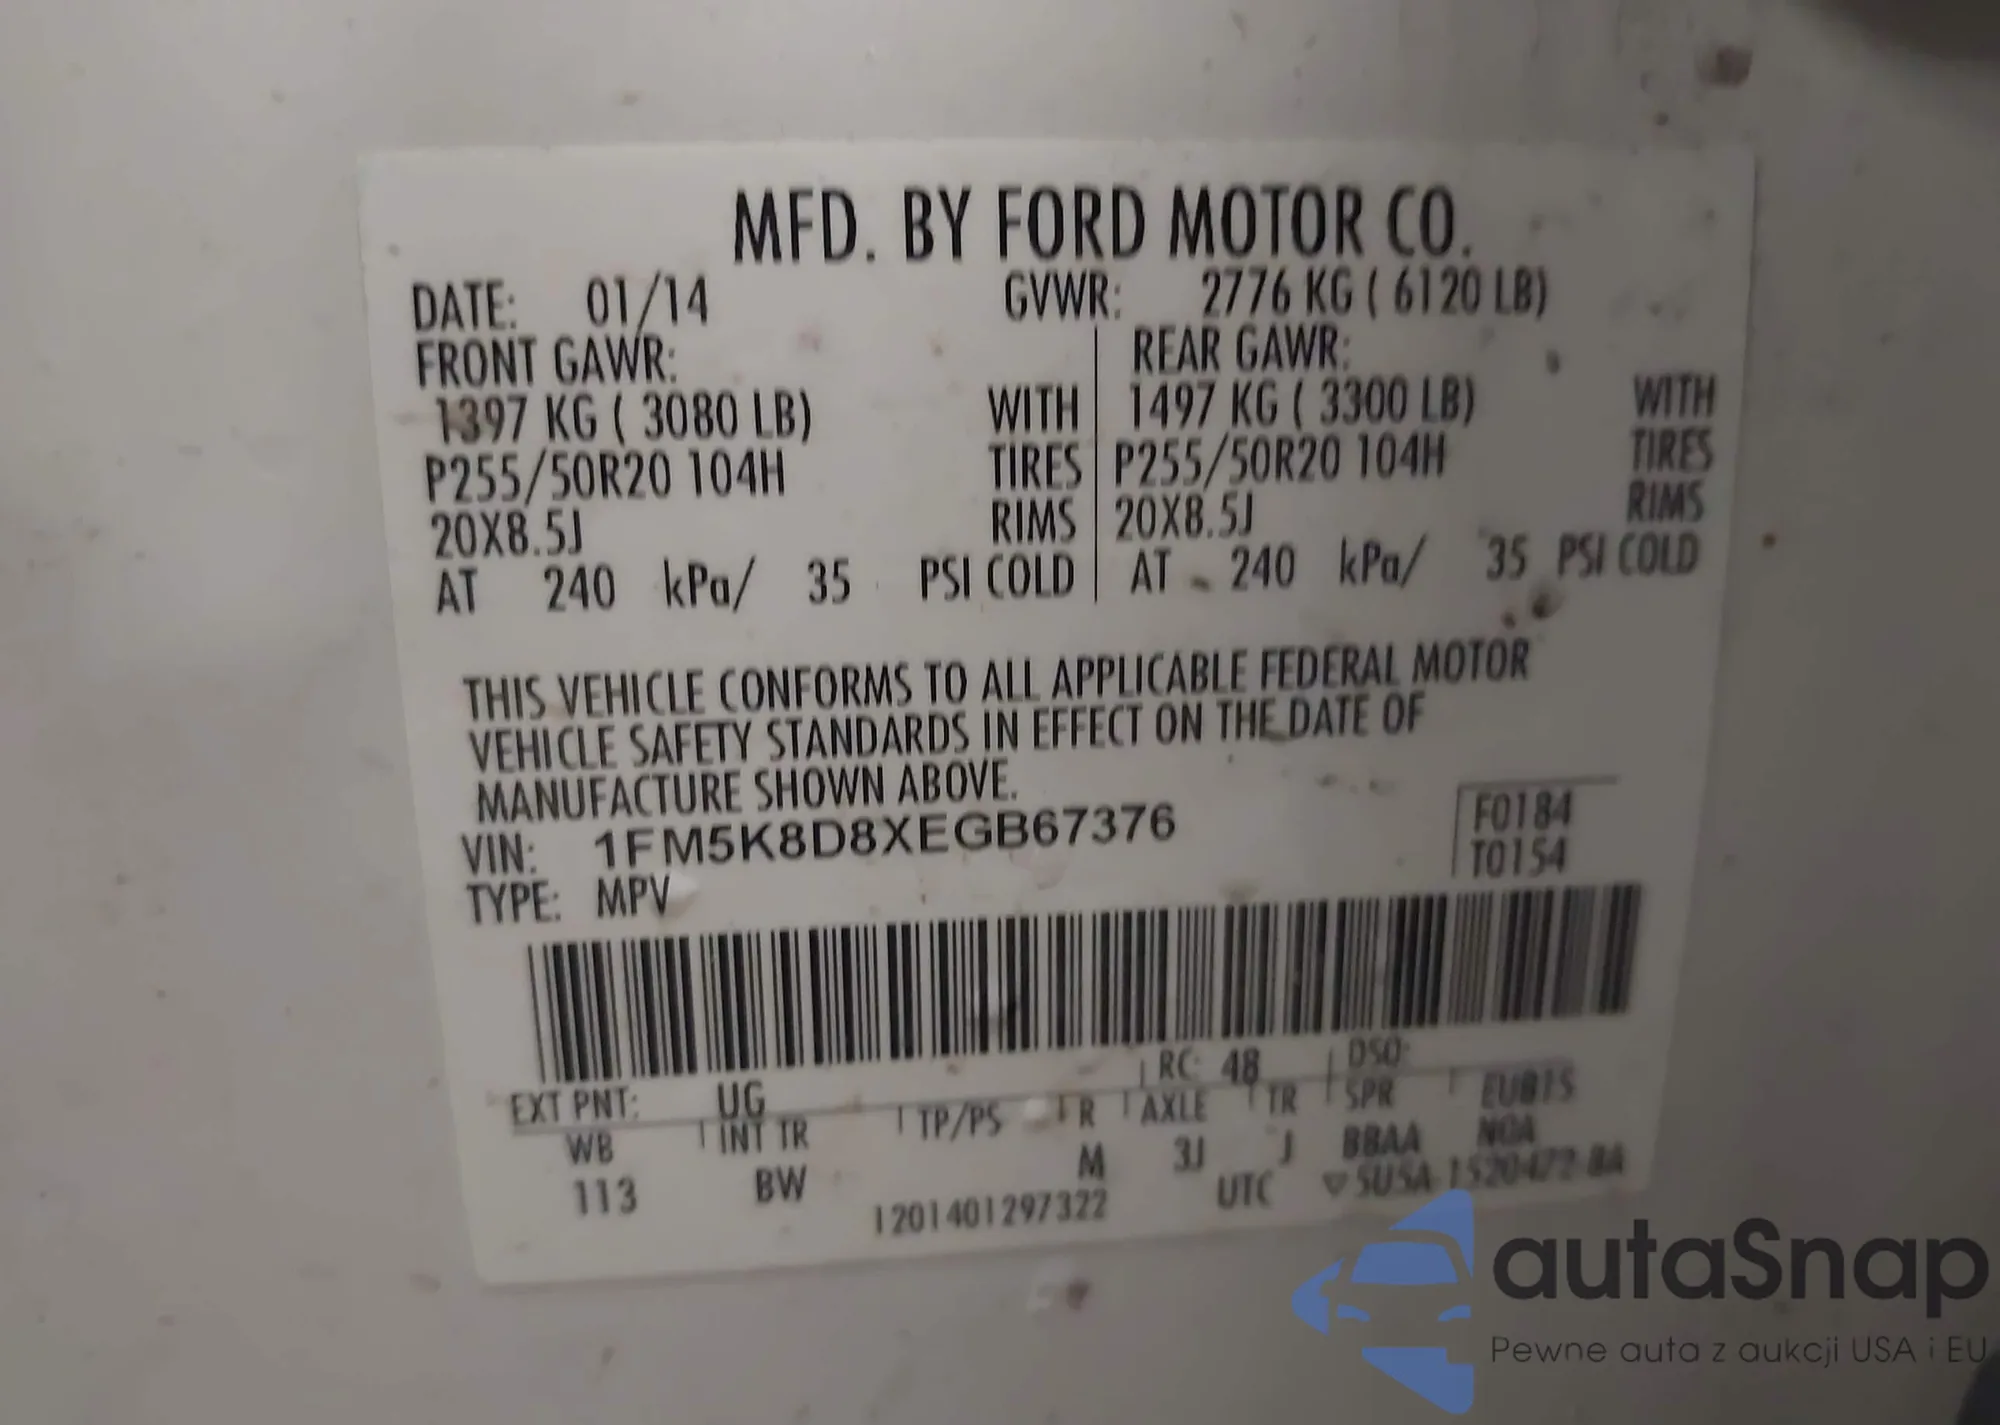 MFD. BY FORD MOTOR CO.
DATE: 01/14 GVWR: 2776 KG ( 6120 LB)
FRONT GAWR: REAR GAWR:
1397 KG ( 3080 LB) WITH 1497 KG ( 3300 LB) WITH
P255/50R20 104H TIRES P255/50R20 104H TIRES
20X8.5J RIMS 20X8.5J RIMS
AT 240 kPa/ 35 PSI COLD AT 240 kPa/ 35 PSI COLD
THIS VEHICLE CONFORMS TO ALL APPLICABLE FEDERAL MOTOR
VEHICLE SAFETY STANDARDS IN EFFECT ON THE DATE OF
MANUFACTURE SHOWN ABOVE.
VIN: 1FM5K8D8XEGB67376
F0184
T0154
TYPE: MPV
EXT PNT: UG RC: 48 DSO:
WB INT TR TP/PS R AXLE TR SPR EUB1S
113 BW M 3J J BBAA NOA
1201401297322 UTC ▽ 5USA-1520472-BA
autaSnap
Pewne auta z aukcji USA i EU